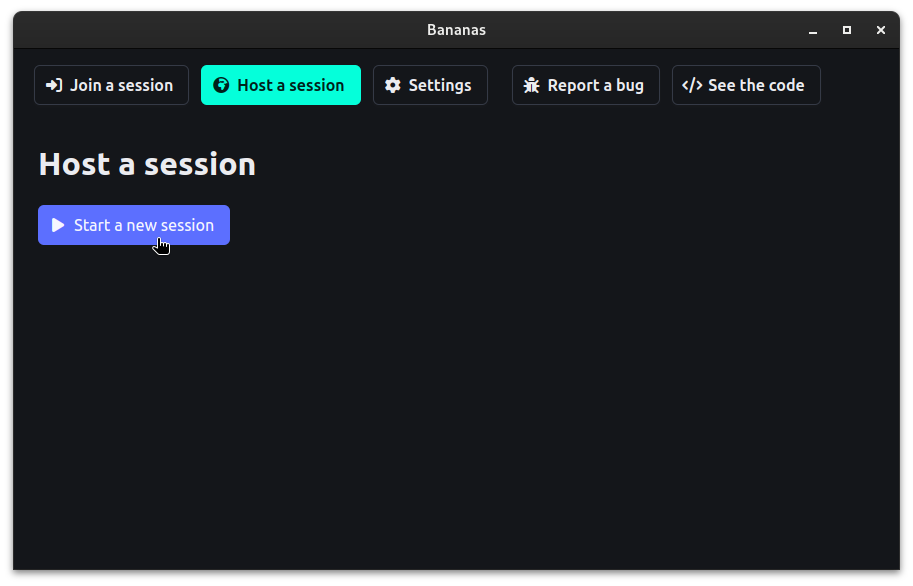 Bananas
Join a session
Host a session
Settings
Report a bug
</> See the code
Host a session
Start a new session